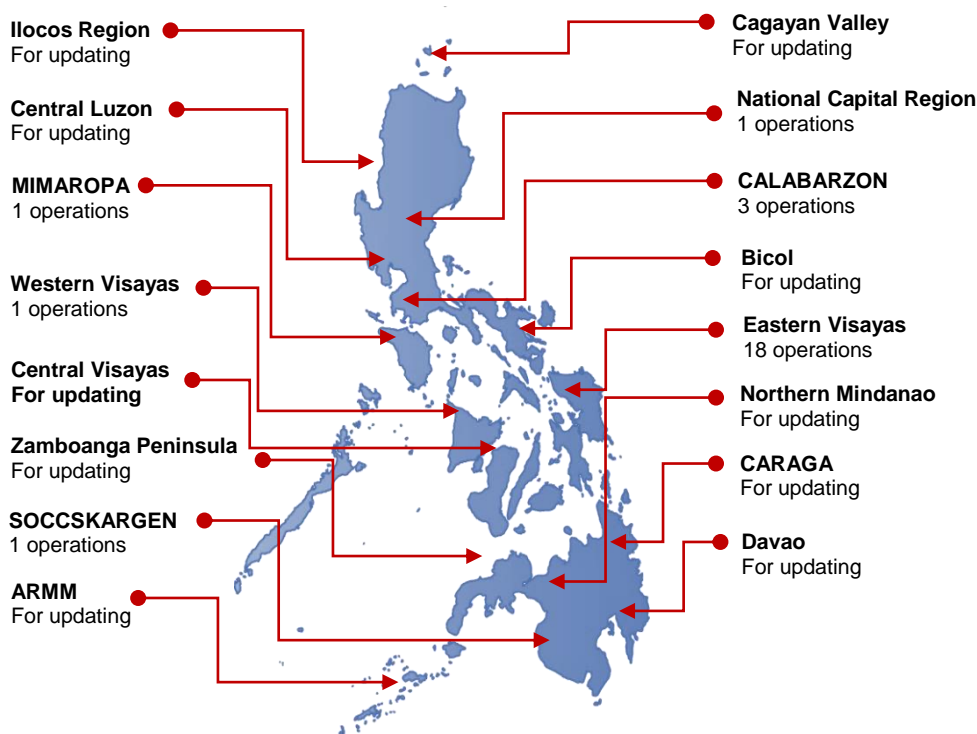 Ilocos Region
For updating
Central Luzon
For updating
MIMAROPA
1 operations
Western Visayas
1 operations
Central Visayas
For updating
Zamboanga Peninsula
For updating
SOCCSKARGEN
1 operations
ARMM
For updating
Cagayan Valley
For updating
National Capital Region
1 operations
CALABARZON
3 operations
Bicol
For updating
Eastern Visayas
18 operations
Northern Mindanao
For updating
CARAGA
For updating
Davao
For updating